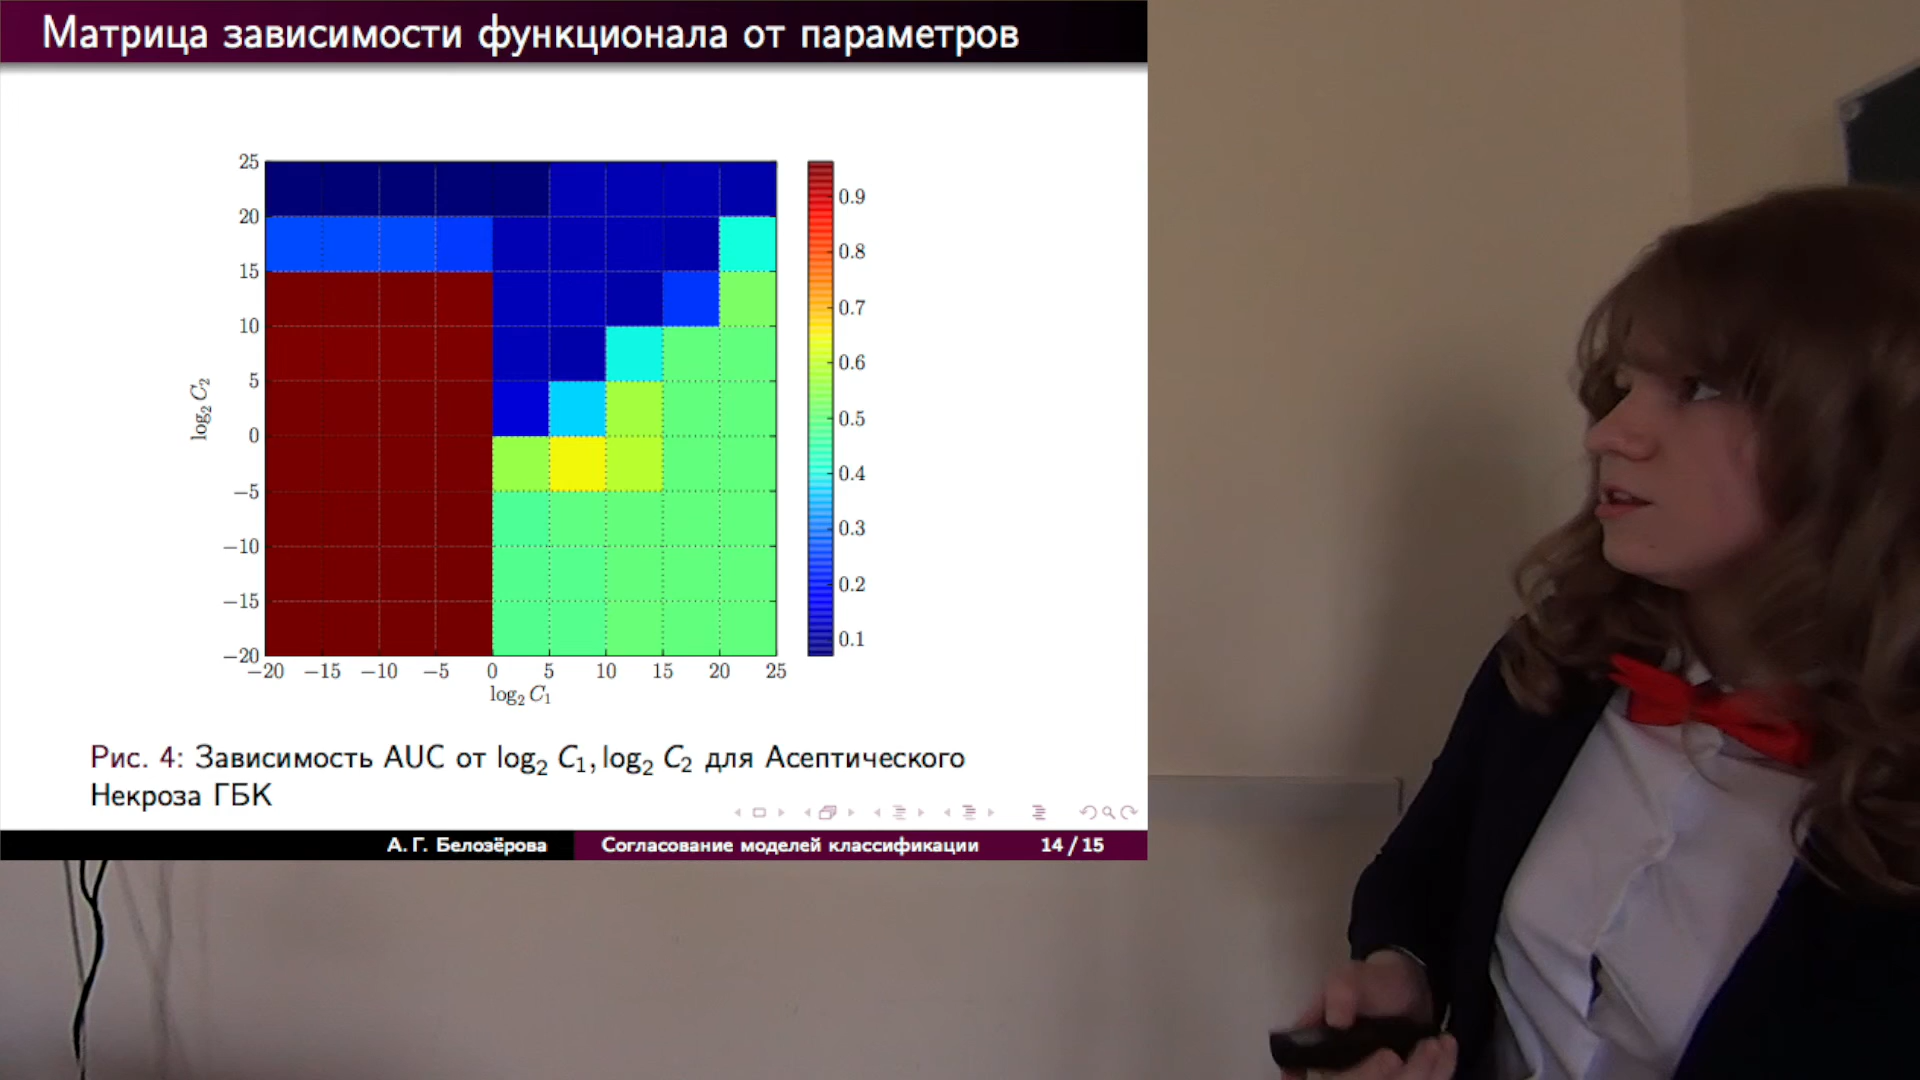 Матрица зависимости функционала от параметров
25
20
15
10
5
0
−5
−10
−15
−20
log₂ C₂
−20 −15 −10 −5 0 5 10 15 20 25
log₂ C₁
0.9
0.8
0.7
0.6
0.5
0.4
0.3
0.2
0.1
Рис. 4: Зависимость AUC от log₂ C₁, log₂ C₂ для Асептического
Некроза ГБК
А. Г. Белозёрова Согласование моделей классификации 14 / 15